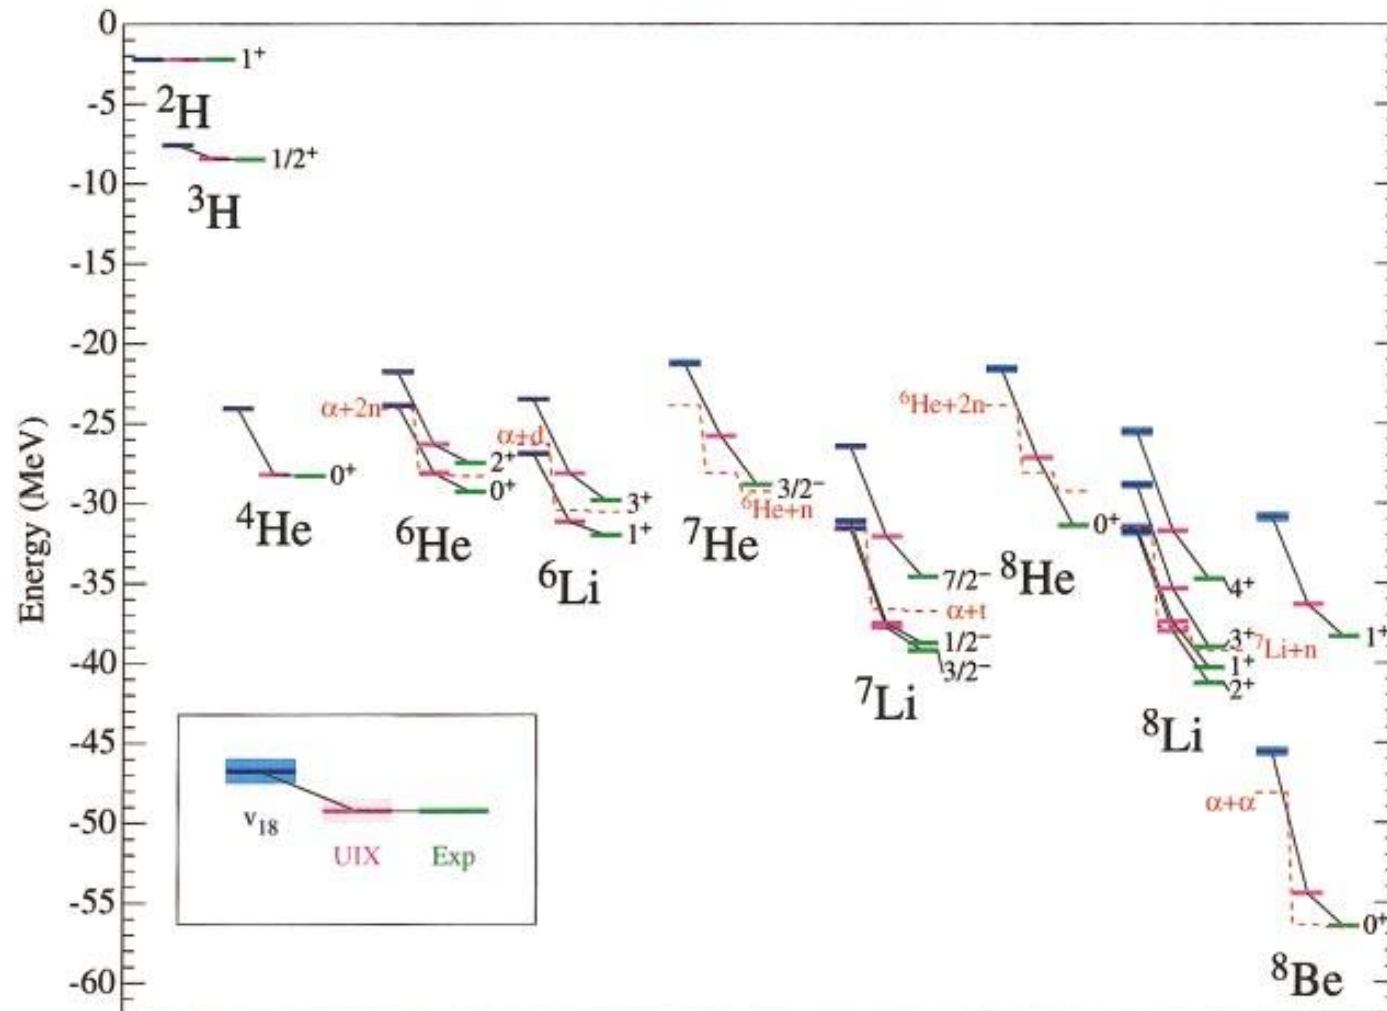 Energy (MeV)
0
-5
-10
-15
-20
-25
-30
-35
-40
-45
-50
-55
-60
1⁺
²H
1/2⁺
³H
0⁺
⁴He
α+2n
2⁺
0⁺
⁶He
α+d
3⁺
1⁺
⁶Li
3/2⁻
⁶He+n
⁷He
7/2⁻
α+t
1/2⁻
3/2⁻
⁷Li
⁶He+2n
0⁺
⁸He
4⁺
3⁺
⁷Li+n
1⁺
2⁺
⁸Li
1⁺
α+α
0⁺
⁸Be
v₁₈
UIX
Exp